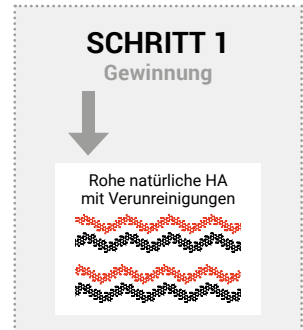 SCHRITT 1
Gewinnung
Rohe natürliche HA
mit Verunreinigungen